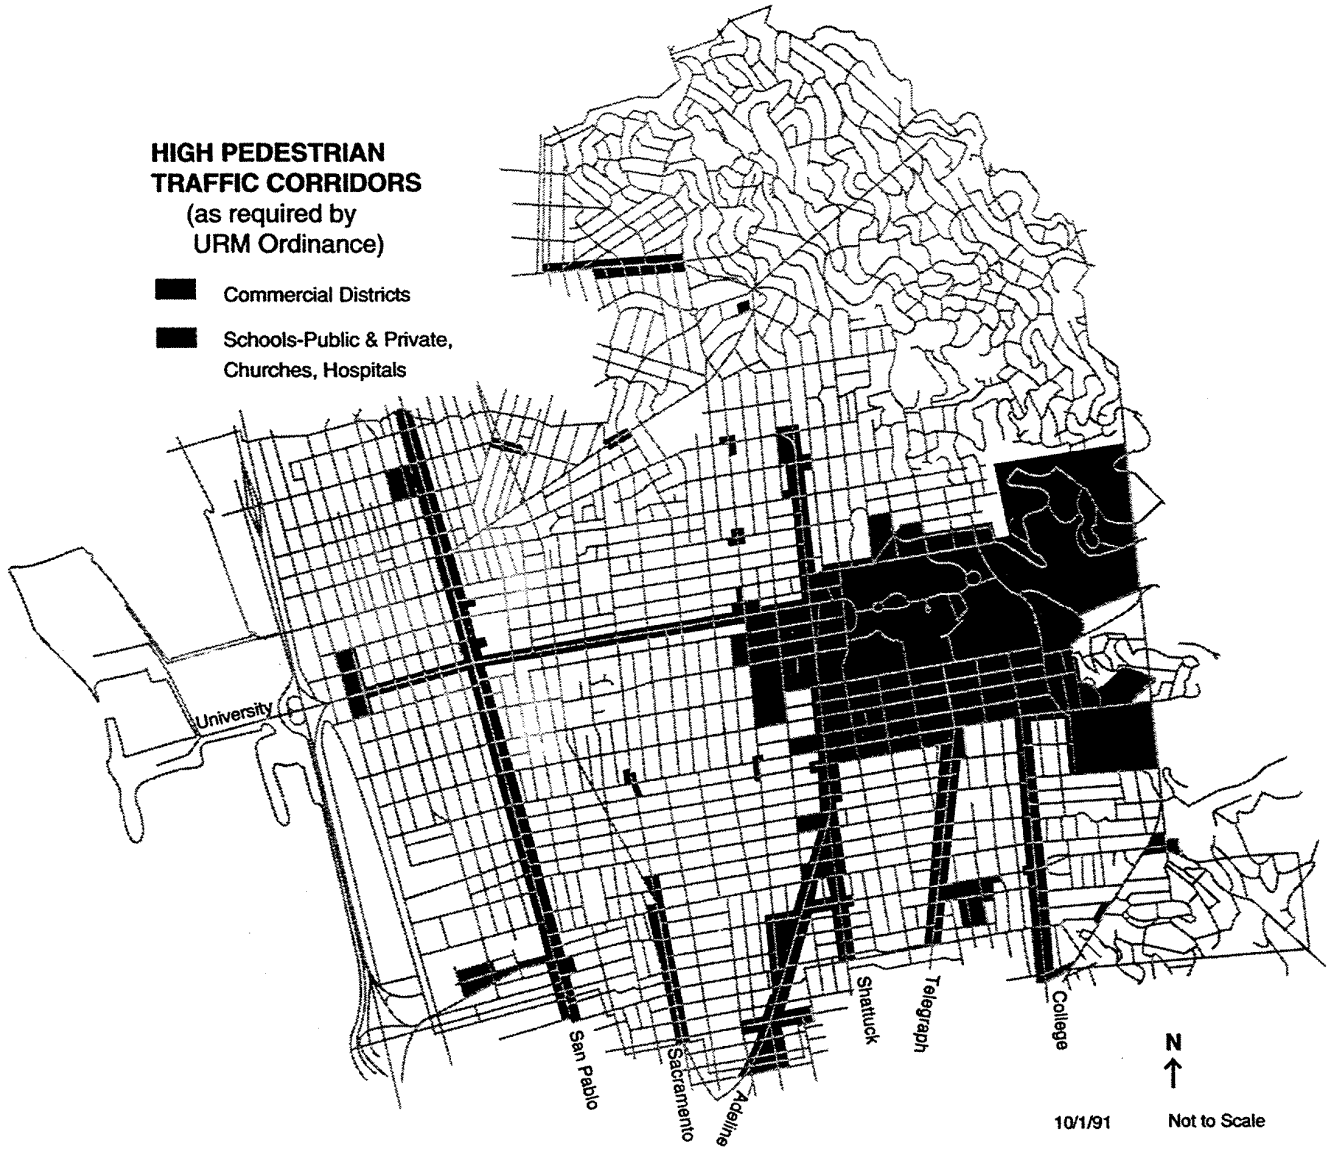 HIGH PEDESTRIAN
TRAFFIC CORRIDORS
(as required by
URM Ordinance)
Commercial Districts
Schools-Public & Private,
Churches, Hospitals
University
San Pablo
Sacramento
Adeline
Shattuck
Telegraph
College
N
10/1/91
Not to Scale